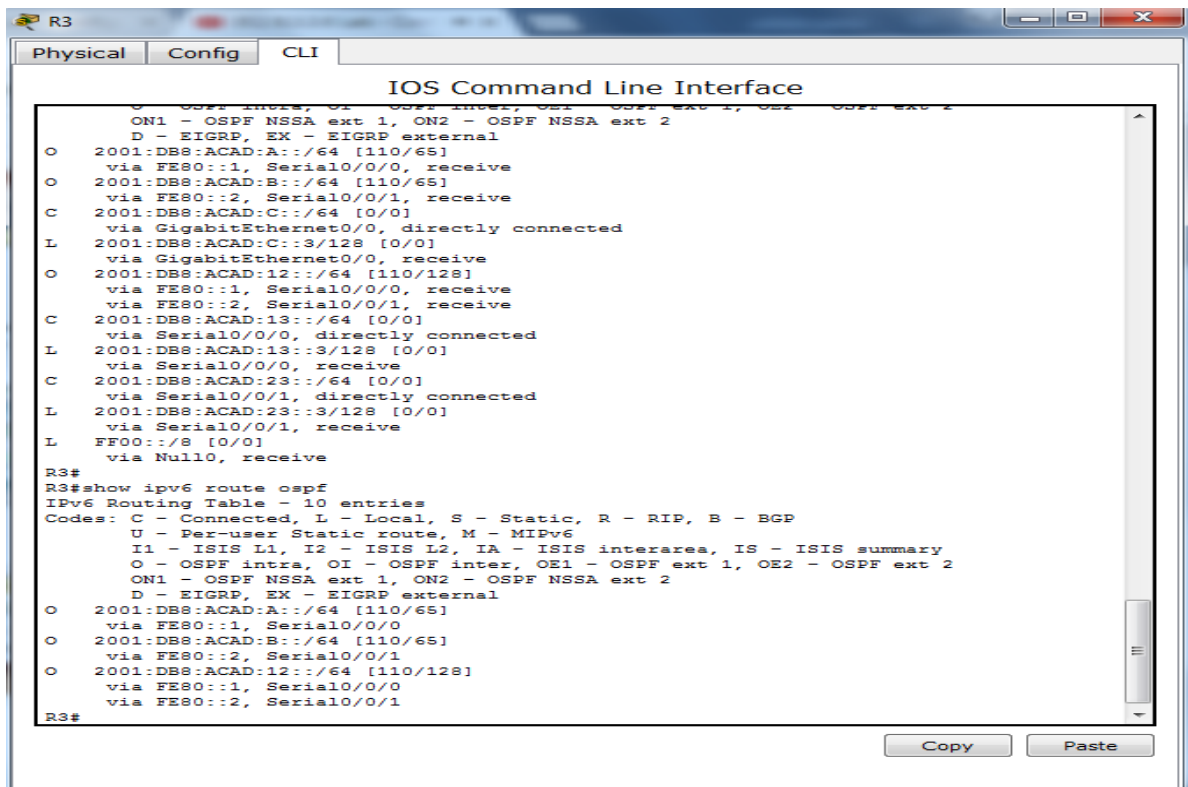 R3
Physical Config CLI
IOS Command Line Interface
O - OSPF intra, OI - OSPF inter, OE1 - OSPF ext 1, OE2 - OSPF ext 2
ON1 - OSPF NSSA ext 1, ON2 - OSPF NSSA ext 2
D - EIGRP, EX - EIGRP external
O 2001:DB8:ACAD:A::/64 [110/65]
via FE80::1, Serial0/0/0, receive
O 2001:DB8:ACAD:B::/64 [110/65]
via FE80::2, Serial0/0/1, receive
C 2001:DB8:ACAD:C::/64 [0/0]
via GigabitEthernet0/0, directly connected
L 2001:DB8:ACAD:C::3/128 [0/0]
via GigabitEthernet0/0, receive
O 2001:DB8:ACAD:12::/64 [110/128]
via FE80::1, Serial0/0/0, receive
via FE80::2, Serial0/0/1, receive
C 2001:DB8:ACAD:13::/64 [0/0]
via Serial0/0/0, directly connected
L 2001:DB8:ACAD:13::3/128 [0/0]
via Serial0/0/0, receive
C 2001:DB8:ACAD:23::/64 [0/0]
via Serial0/0/1, directly connected
L 2001:DB8:ACAD:23::3/128 [0/0]
via Serial0/0/1, receive
L FF00::/8 [0/0]
via Null0, receive
R3#
R3#show ipv6 route ospf
IPv6 Routing Table - 10 entries
Codes: C - Connected, L - Local, S - Static, R - RIP, B - BGP
U - Per-user Static route, M - MIPv6
I1 - ISIS L1, I2 - ISIS L2, IA - ISIS interarea, IS - ISIS summary
O - OSPF intra, OI - OSPF inter, OE1 - OSPF ext 1, OE2 - OSPF ext 2
ON1 - OSPF NSSA ext 1, ON2 - OSPF NSSA ext 2
D - EIGRP, EX - EIGRP external
O 2001:DB8:ACAD:A::/64 [110/65]
via FE80::1, Serial0/0/0
O 2001:DB8:ACAD:B::/64 [110/65]
via FE80::2, Serial0/0/1
O 2001:DB8:ACAD:12::/64 [110/128]
via FE80::1, Serial0/0/0
via FE80::2, Serial0/0/1
R3#
Copy Paste